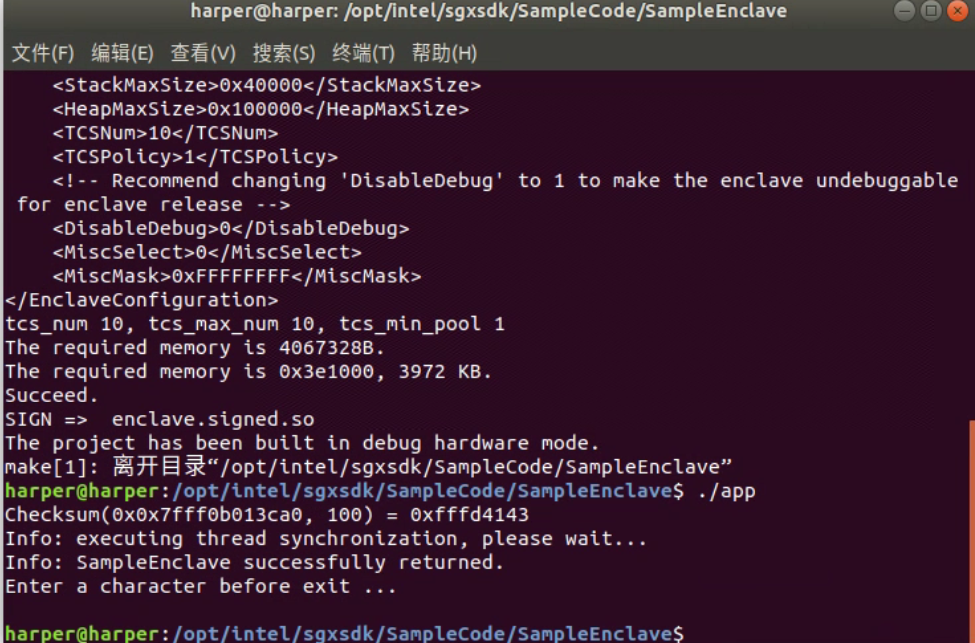 harper@harper: /opt/intel/sgxsdk/SampleCode/SampleEnclave
文件(F) 编辑(E) 查看(V) 搜索(S) 终端(T) 帮助(H)
<StackMaxSize>0x40000</StackMaxSize>
<HeapMaxSize>0x100000</HeapMaxSize>
<TCSNum>10</TCSNum>
<TCSPolicy>1</TCSPolicy>
<!-- Recommend changing 'DisableDebug' to 1 to make the enclave undebuggable
for enclave release -->
<DisableDebug>0</DisableDebug>
<MiscSelect>0</MiscSelect>
<MiscMask>0xFFFFFFFF</MiscMask>
</EnclaveConfiguration>
tcs_num 10, tcs_max_num 10, tcs_min_pool 1
The required memory is 4067328B.
The required memory is 0x3e1000, 3972 KB.
Succeed.
SIGN =>  enclave.signed.so
The project has been built in debug hardware mode.
make[1]: 离开目录“/opt/intel/sgxsdk/SampleCode/SampleEnclave”
harper@harper:/opt/intel/sgxsdk/SampleCode/SampleEnclave$ ./app
Checksum(0x0x7fff0b013ca0, 100) = 0xfffd4143
Info: executing thread synchronization, please wait...
Info: SampleEnclave successfully returned.
Enter a character before exit ...
harper@harper:/opt/intel/sgxsdk/SampleCode/SampleEnclave$